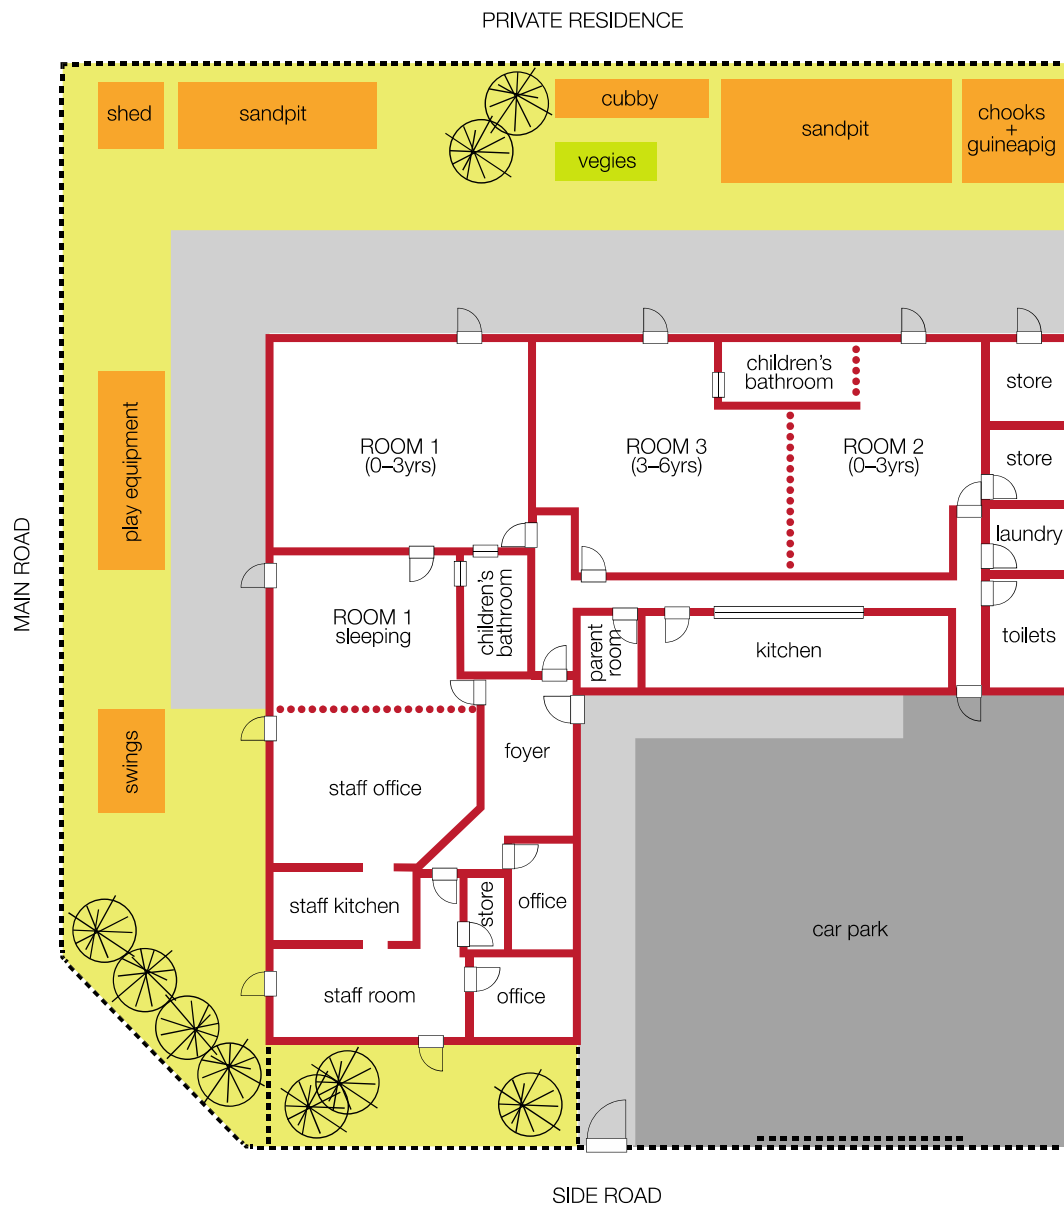 PRIVATE RESIDENCE
shed
sandpit
cubby
vegies
sandpit
chooks
+
guineapig
MAIN ROAD
play equipment
swings
ROOM 1
(0–3yrs)
ROOM 3
(3–6yrs)
children's
bathroom
ROOM 2
(0–3yrs)
store
store
laundry
toilets
ROOM 1
sleeping
children's
bathroom
parent
room
kitchen
foyer
staff office
staff kitchen
store
office
staff room
office
car park
SIDE ROAD